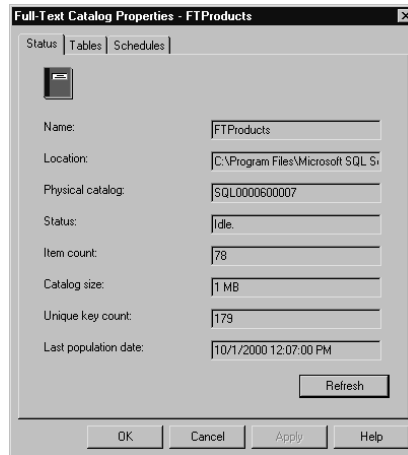 Full-Text Catalog Properties - FTProducts
Status Tables Schedules
Name: FTProducts
Location: C:\Program Files\Microsoft SQL
Physical catalog: SQL0000600007
Status: Idle.
Item count: 78
Catalog size: 1 MB
Unique key count: 179
Last population date: 10/1/2000 12:07:00 PM
Refresh
OK Cancel Apply Help